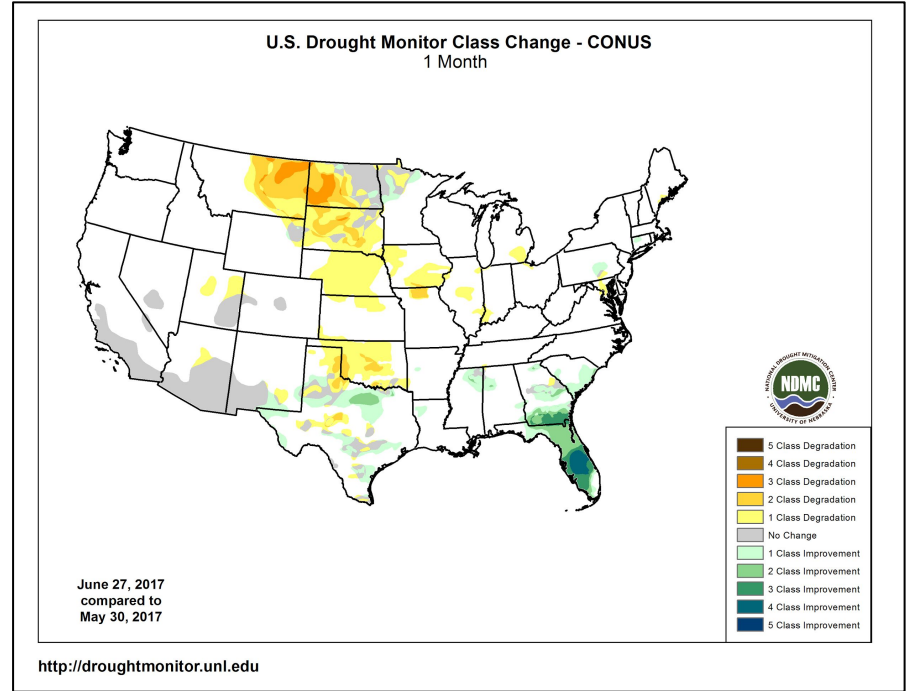 U.S. Drought Monitor Class Change - CONUS
1 Month
NATIONAL DROUGHT MITIGATION CENTER
NDMC
UNIVERSITY OF NEBRASKA
5 Class Degradation
4 Class Degradation
3 Class Degradation
2 Class Degradation
1 Class Degradation
No Change
1 Class Improvement
2 Class Improvement
3 Class Improvement
4 Class Improvement
5 Class Improvement
June 27, 2017
compared to
May 30, 2017
http://droughtmonitor.unl.edu